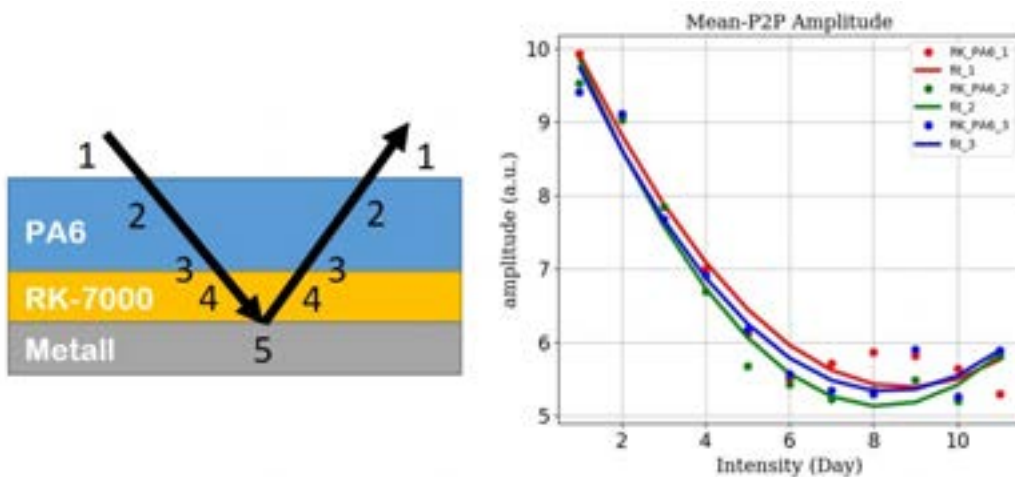 1
1
PA6
2
2
3
3
RK-7000
4
4
Metall
5
Mean-P2P Amplitude
10
9
8
7
6
5
amplitude (a.u.)
RK_PA6_1
fit_1
RK_PA6_2
fit_2
RK_PA6_3
fit_3
2
4
6
8
10
Intensity (Day)